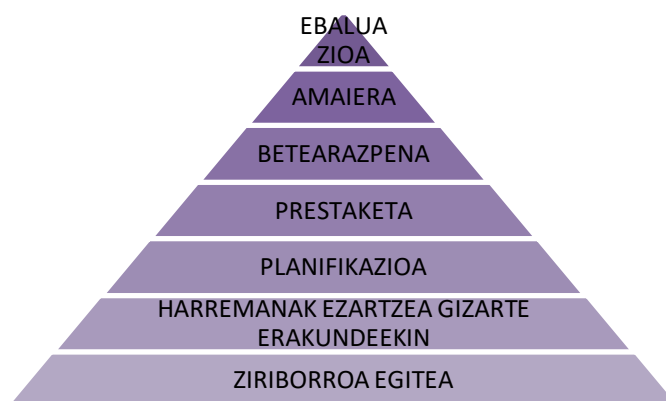 EBALUA
ZIOA
AMAIERA
BETEARAZPENA
PRESTAKETA
PLANIFIKAZIOA
HARREMANAK EZARTZEA GIZARTE
ERAKUNDEEKIN
ZIRIBORROA EGITEA